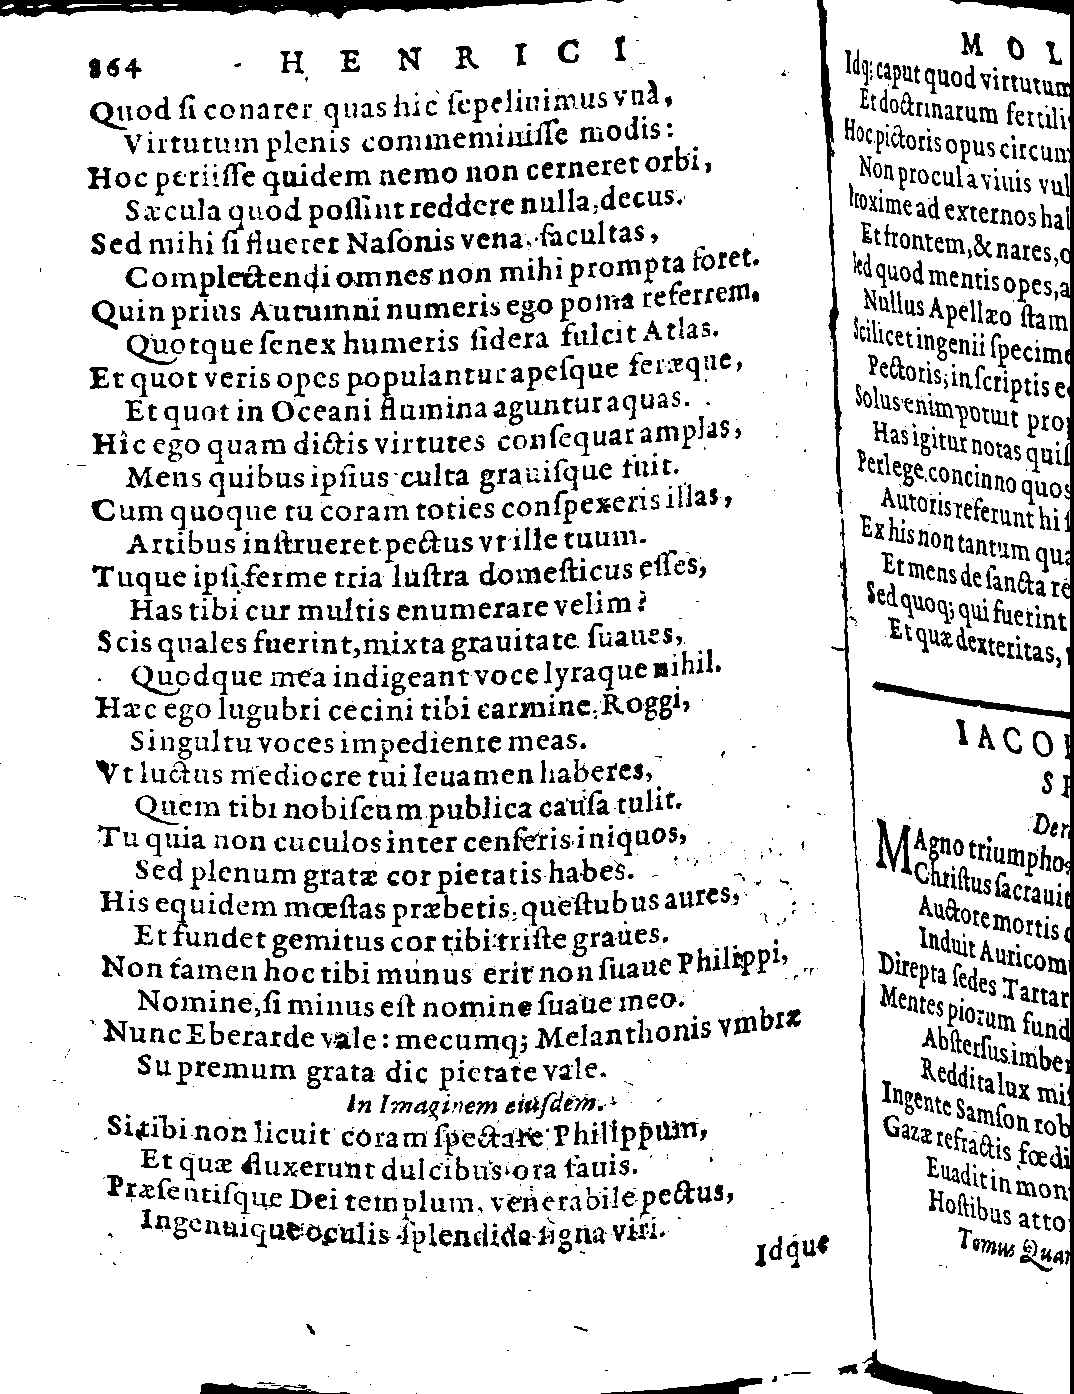 864 HENRICI
Quod ſi conarer quas hic ſepelinimus vnà,
Virtutum plenis commeminiſſe modis:
Hoc periiſſe quidem nemo non cerneret orbi,
Sæcula quod poſſint reddere nulla, decus.
Sed mihi ſi flueret Naſonis vena, facultas,
Complectendi omnes non mihi prompta foret.
Quin prius Autumni numeris ego poma referrem,
Quotque ſenex humeris ſidera fulcit Atlas.
Et quot veris opes populantur apeſque feræque,
Et quot in Oceani flumina aguntur aquas.
Hîc ego quam dictis virtutes conſequar amplas,
Mens quibus ipſius culta grauiſque fuit.
Cum quoque tu coram toties conſpexeris illas,
Artibus inſtrueret pectus vt ille tuum.
Tuque ipſi ferme tria luſtra domeſticus eſſes,
Has tibi cur multis enumerare velim?
Scis quales fuerint, mixta grauitate ſuaues,
Quodque mea indigeant voce lyraque nihil.
Hæc ego lugubri cecini tibi carmine, Roggi,
Singultu voces impediente meas.
Vt luctus mediocre tui leuamen haberes,
Quem tibi nobiſcum publica cauſa tulit.
Tu quia non cuculos inter cenſeris iniquos,
Sed plenum gratæ cor pietatis habes.
His equidem mœſtas præbetis queſtubus aures,
Et fundet gemitus cor tibi triſte graues.
Non tamen hoc tibi munus erit non ſuaue Philippi,
Nomine, ſi minus eſt nomine ſuaue meo.
Nunc Eberarde vale: mecumq; Melanthonis vmbræ
Supremum grata dic pietate vale.
In Imaginem eiuſdem.
Si tibi non licuit coram ſpectare Philippum,
Et quæ fluxerunt dulcibus ora fauis.
Præſentiſque Dei templum, venerabile pectus,
Ingenuique oculis ſplendida ſigna viri.
Idque
MOL
Idq; caput quod virtutum
Et doctrinarum fertili
Hoc pictoris opus circum
Non procul a viuis vul
Proxime ad externos hal
Et frontem, & nares, o
Sed quod mentis opes, a
Nullus Apellæo ſtam
Scilicet ingenii ſpecime
Pectoris, inſcriptis e
Solus enim potuit pro
Has igitur notas quiſ
Perlege, concinno quos
Autoris referunt hi ſ
Ex his non tantum qua
Et mens de ſancta re
Sed quoq; qui fuerint
Et quæ dexteritas,
IACO
Der
MAgno triumpho
Chriſtus ſacrauit
Auctore mortis
Induit Auricom
Direpta ſedes Tartar
Mentes piorum fund
Abſterſus imber
Reddita lux mi
Ingente Samſon rob
Gazæ refractis fœdi
Euadit in mon
Hoſtibus atto
Tomus Quar